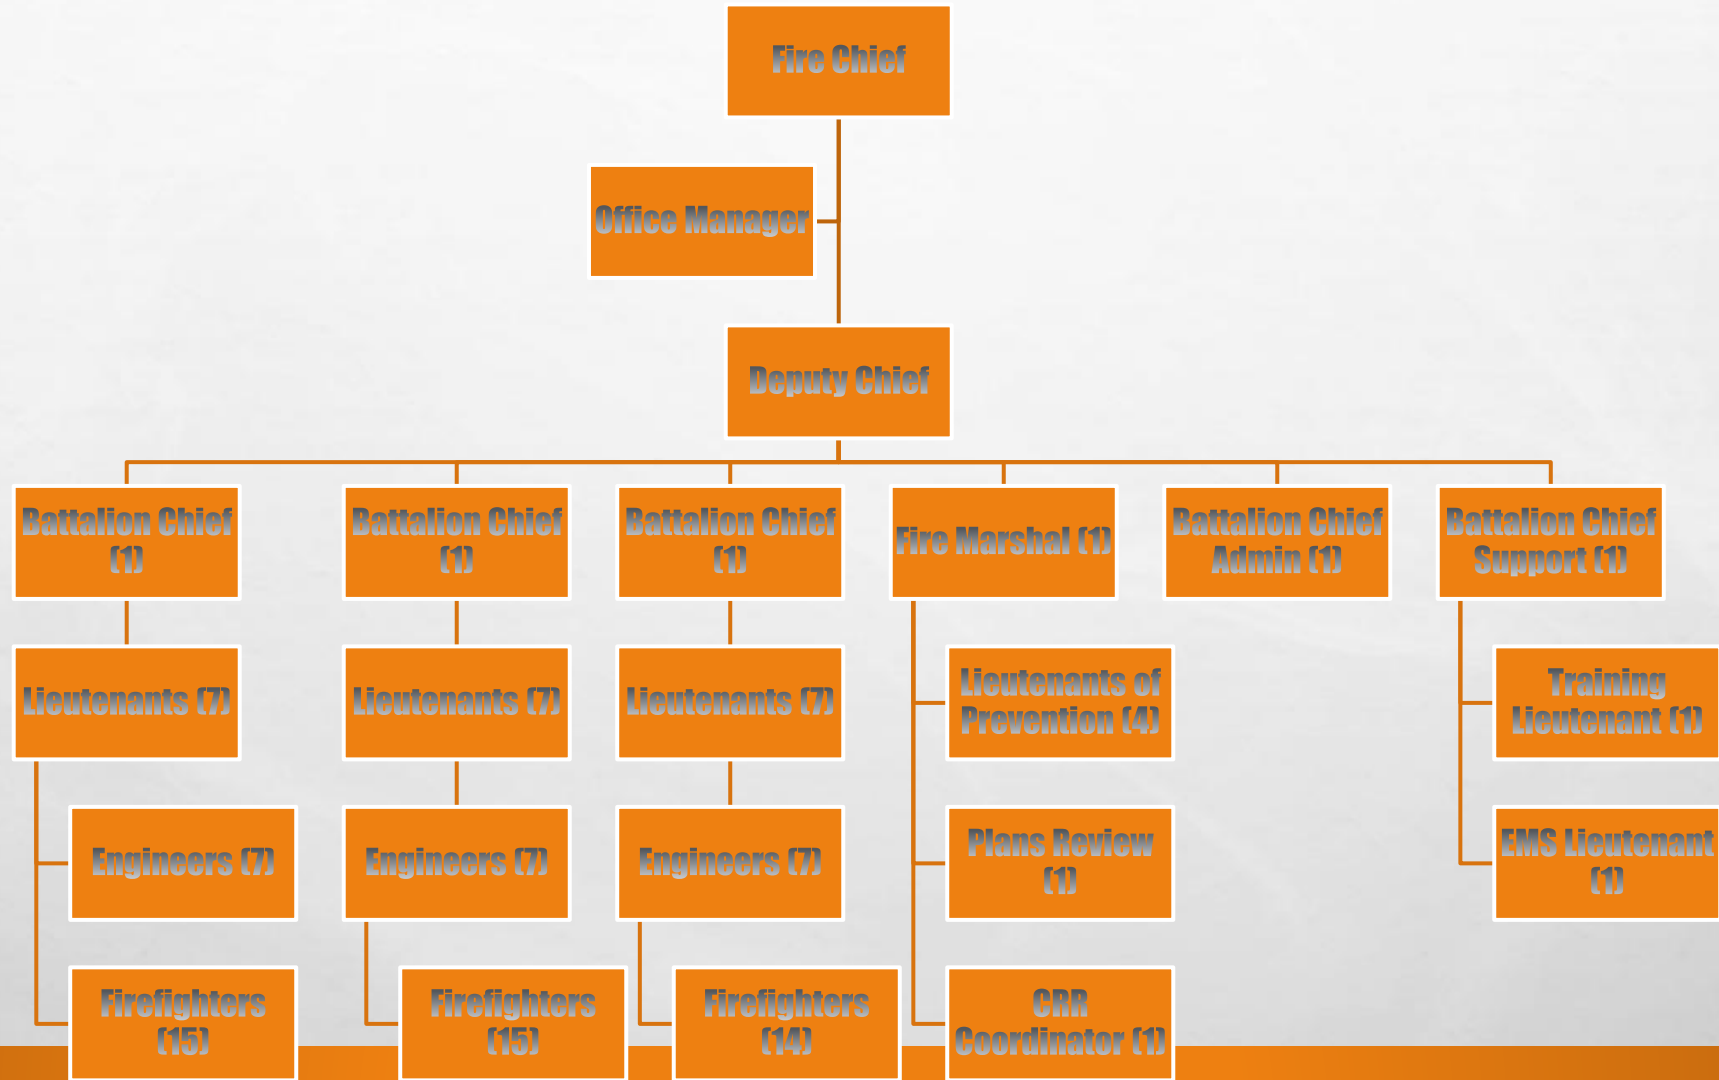 Fire Chief
Office Manager
Deputy Chief
Battalion Chief
(1)
Battalion Chief
(1)
Battalion Chief
(1)
Fire Marshal (1)
Battalion Chief
Admin (1)
Battalion Chief
Support (1)
Lieutenants (7)
Lieutenants (7)
Lieutenants (7)
Lieutenants of
Prevention (4)
Training
Lieutenant (1)
Engineers (7)
Engineers (7)
Engineers (7)
Plans Review
(1)
EMS Lieutenant
(1)
Firefighters
(15)
Firefighters
(15)
Firefighters
(14)
CRR
Coordinator (1)